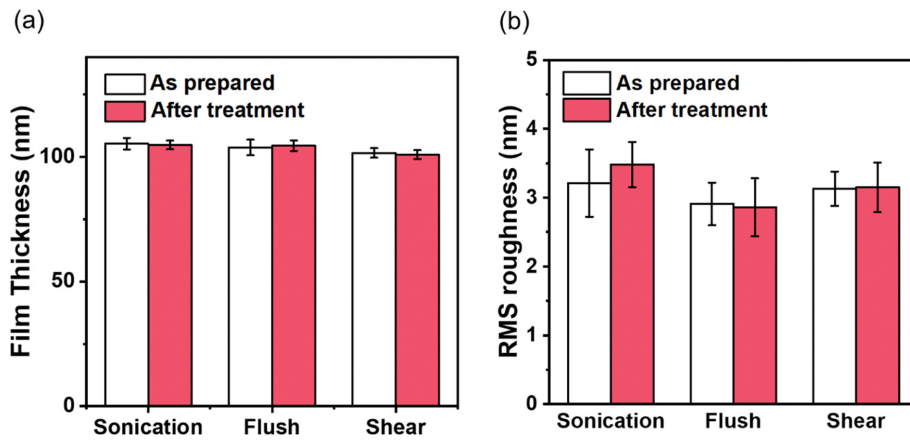 (a)
Film Thickness (nm)
100
50
0
As prepared
After treatment
Sonication Flush Shear
(b)
RMS roughness (nm)
5
4
3
2
1
0
As prepared
After treatment
Sonication Flush Shear